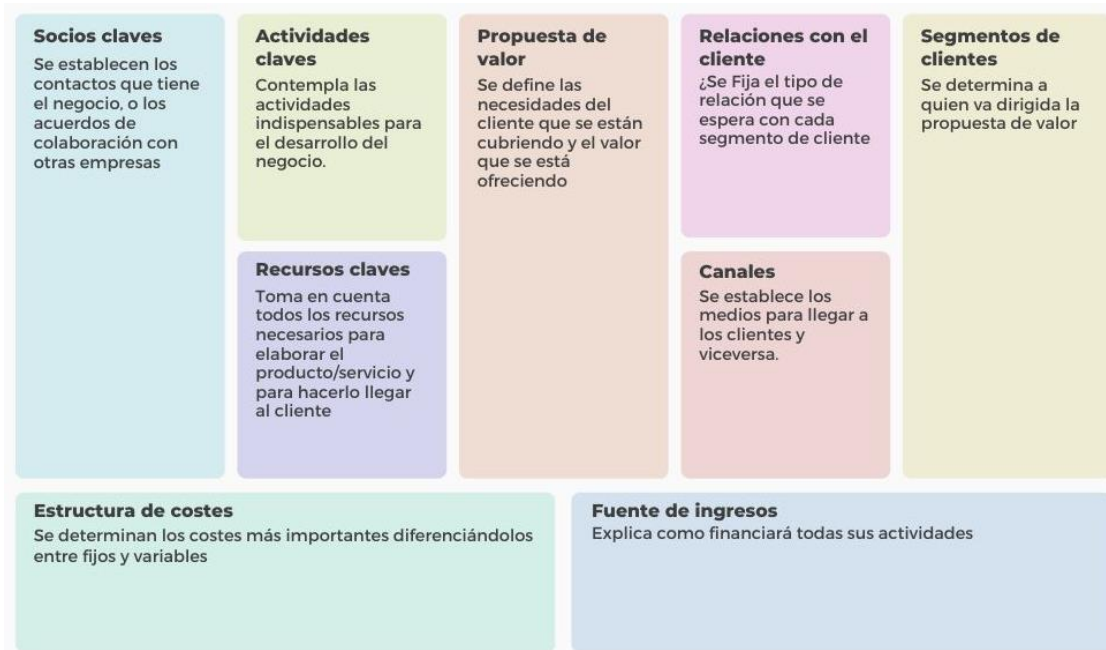 Socios claves
Se establecen los
contactos que tiene
el negocio, o los
acuerdos de
colaboración con
otras empresas
Actividades
claves
Contempla las
actividades
indispensables para
el desarrollo del
negocio.
Recursos claves
Toma en cuenta
todos los recursos
necesarios para
elaborar el
producto/servicio y
para hacerlo llegar
al cliente
Propuesta de
valor
Se define las
necesidades del
cliente que se están
cubriendo y el valor
que se está
ofreciendo
Relaciones con el
cliente
¿Se Fija el tipo de
relación que se
espera con cada
segmento de cliente
Canales
Se establece los
medios para llegar a
los clientes y
viceversa.
Segmentos de
clientes
Se determina a
quien va dirigida la
propuesta de valor
Estructura de costes
Se determinan los costes más importantes diferenciándolos
entre fijos y variables
Fuente de ingresos
Explica como financiará todas sus actividades